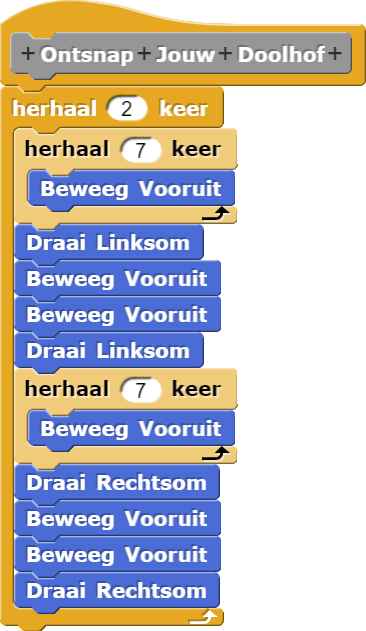 + Ontsnap + Jouw + Doolhof +
herhaal 2 keer
herhaal 7 keer
Beweeg Vooruit
Draai Linksom
Beweeg Vooruit
Beweeg Vooruit
Draai Linksom
herhaal 7 keer
Beweeg Vooruit
Draai Rechtsom
Beweeg Vooruit
Beweeg Vooruit
Draai Rechtsom